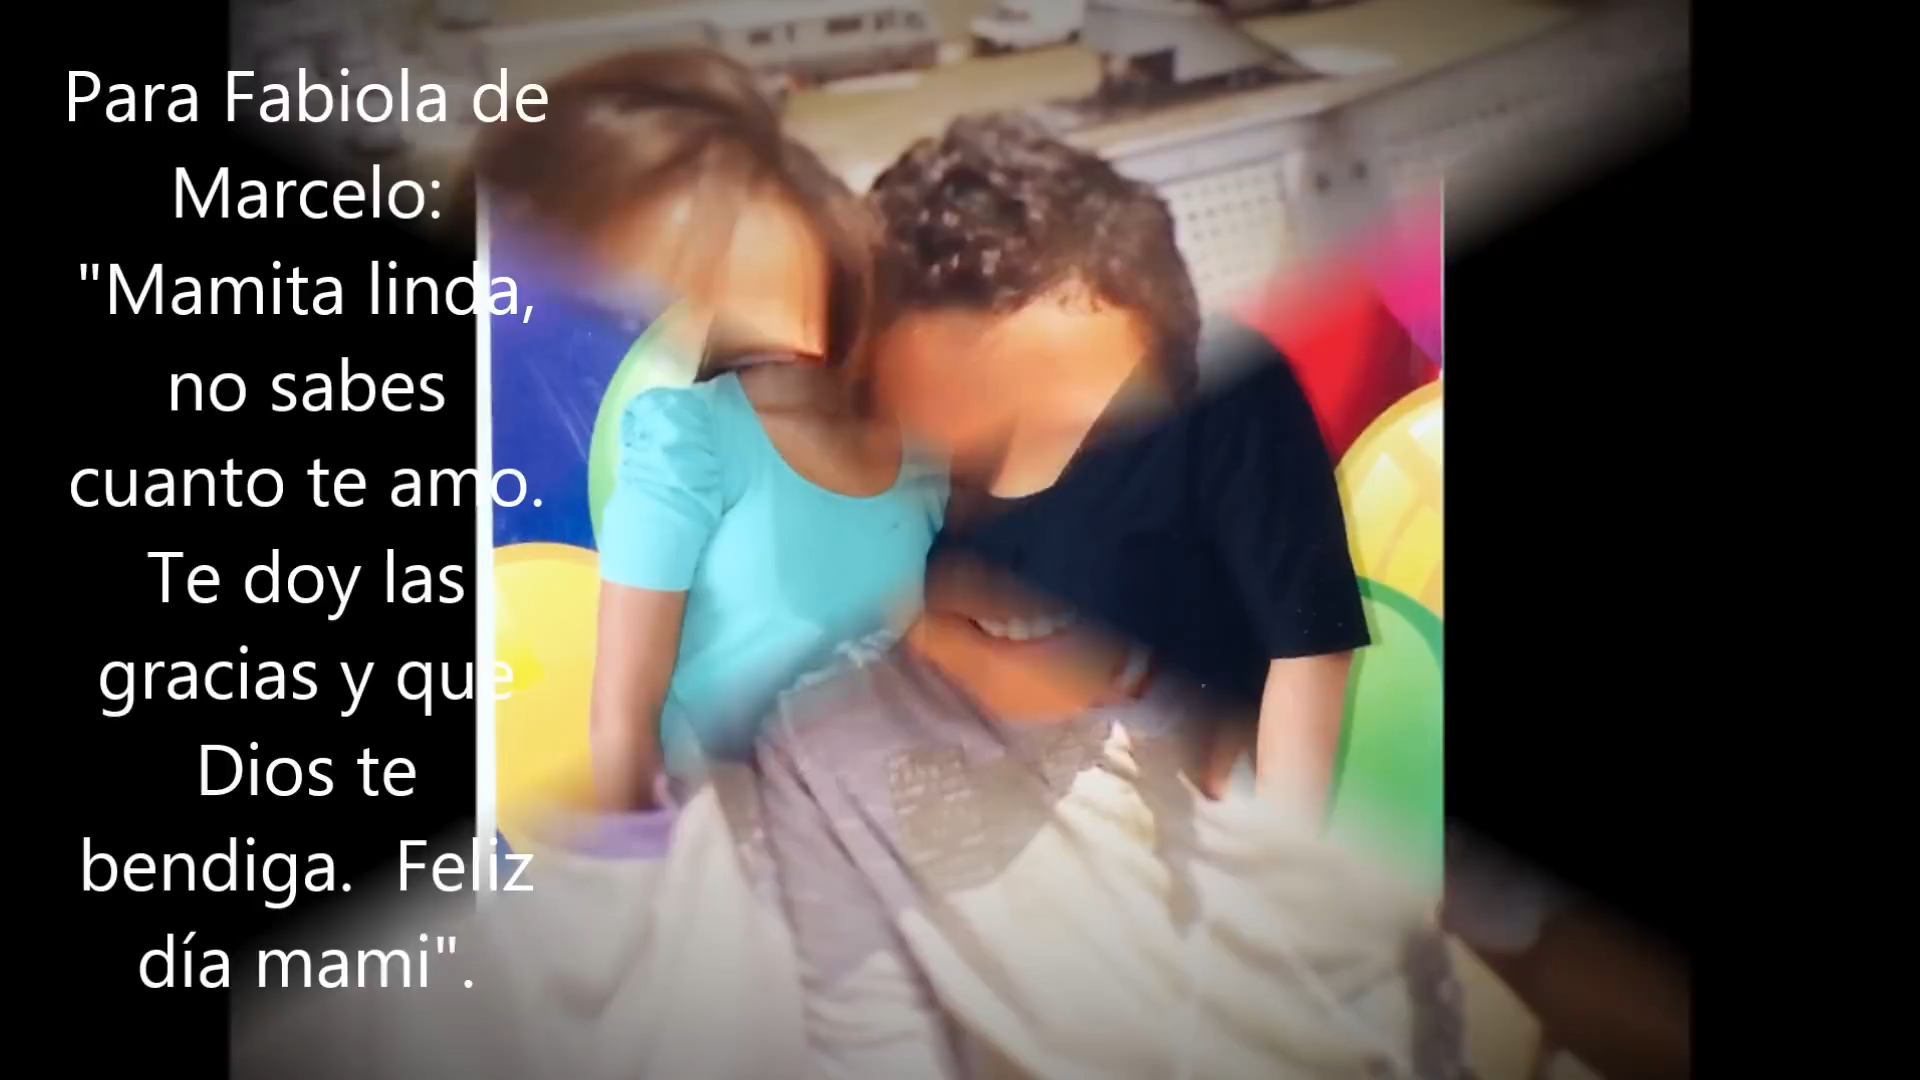 Para Fabiola de
Marcelo:
"Mamita linda,
no sabes
cuanto te amo.
Te doy las
gracias y que
Dios te
bendiga.  Feliz
día mami".